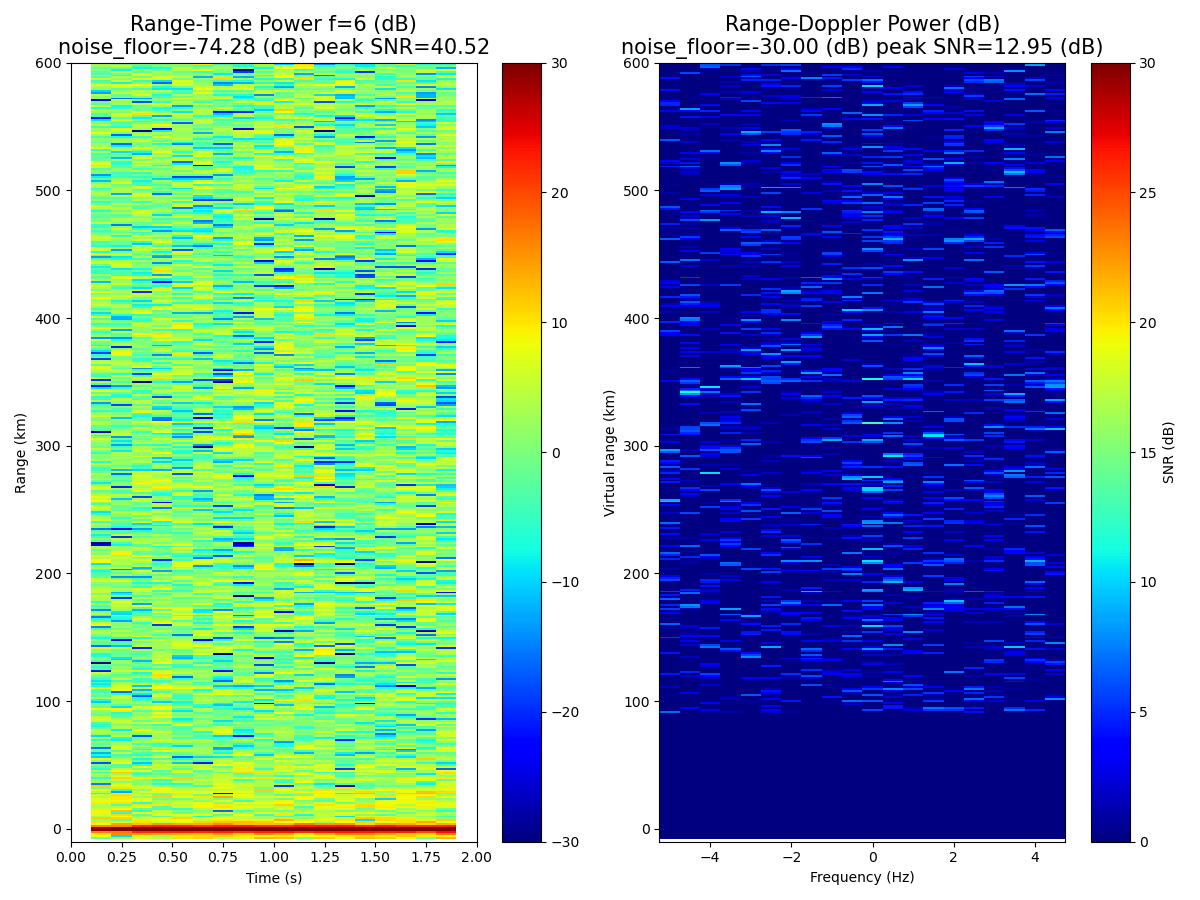 Range-Time Power f=6 (dB)
noise_floor=-74.28 (dB) peak SNR=40.52
Range (km)
600
500
400
300
200
100
0
0.00 0.25 0.50 0.75 1.00 1.25 1.50 1.75 2.00
Time (s)
30
20
10
0
−10
−20
−30
Range-Doppler Power (dB)
noise_floor=-30.00 (dB) peak SNR=12.95 (dB)
Virtual range (km)
600
500
400
300
200
100
0
−4 −2 0 2 4
Frequency (Hz)
30
25
20
15
10
5
0
SNR (dB)